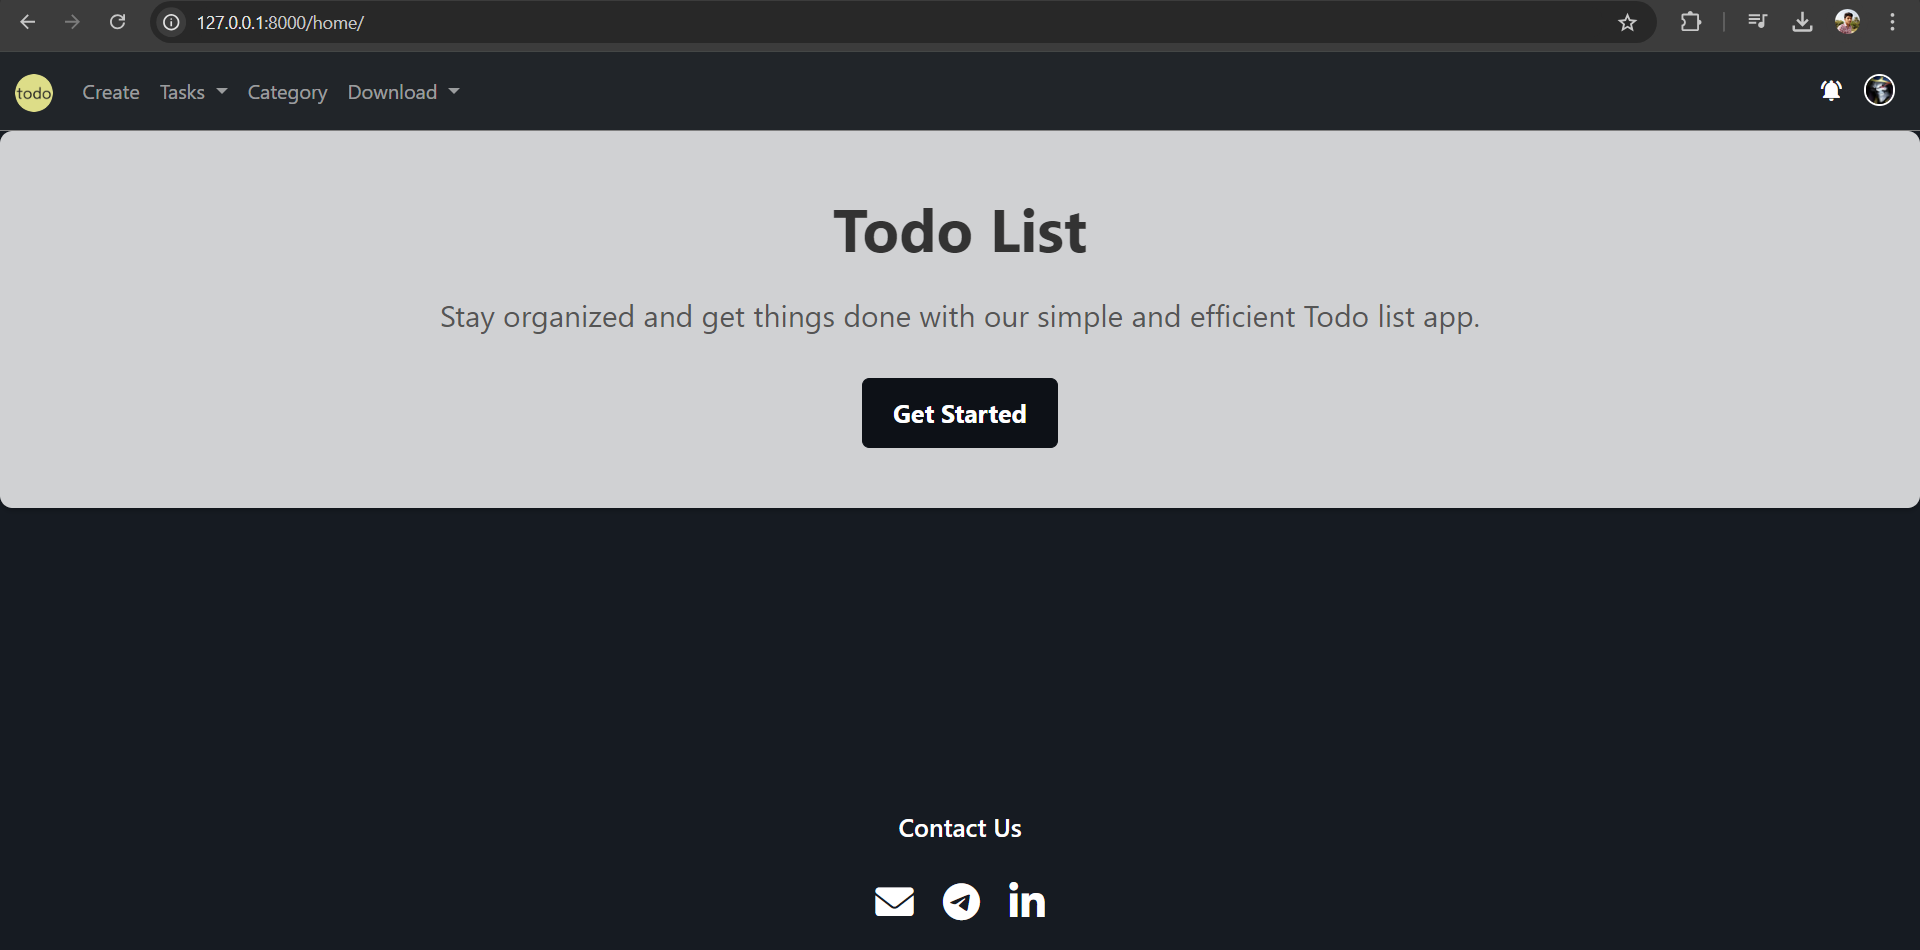 127.0.0.1:8000/home/
todo Create Tasks Category Download
Todo List
Stay organized and get things done with our simple and efficient Todo list app.
Get Started
Contact Us
in